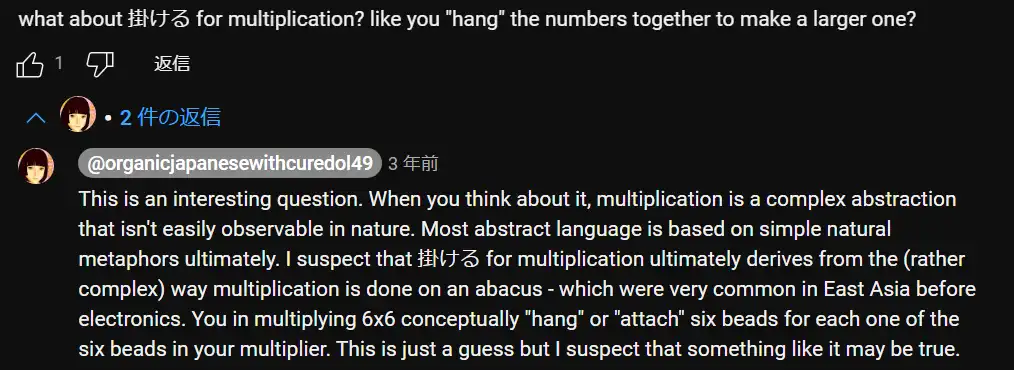 what about 掛ける for multiplication? like you "hang" the numbers together to make a larger one?
1 返信
• 2 件の返信
@organicjapanesewithcuredol49 3 年前
This is an interesting question. When you think about it, multiplication is a complex abstraction
that isn't easily observable in nature. Most abstract language is based on simple natural
metaphors ultimately. I suspect that 掛ける for multiplication ultimately derives from the (rather
complex) way multiplication is done on an abacus - which were very common in East Asia before
electronics. You in multiplying 6x6 conceptually "hang" or "attach" six beads for each one of the
six beads in your multiplier. This is just a guess but I suspect that something like it may be true.